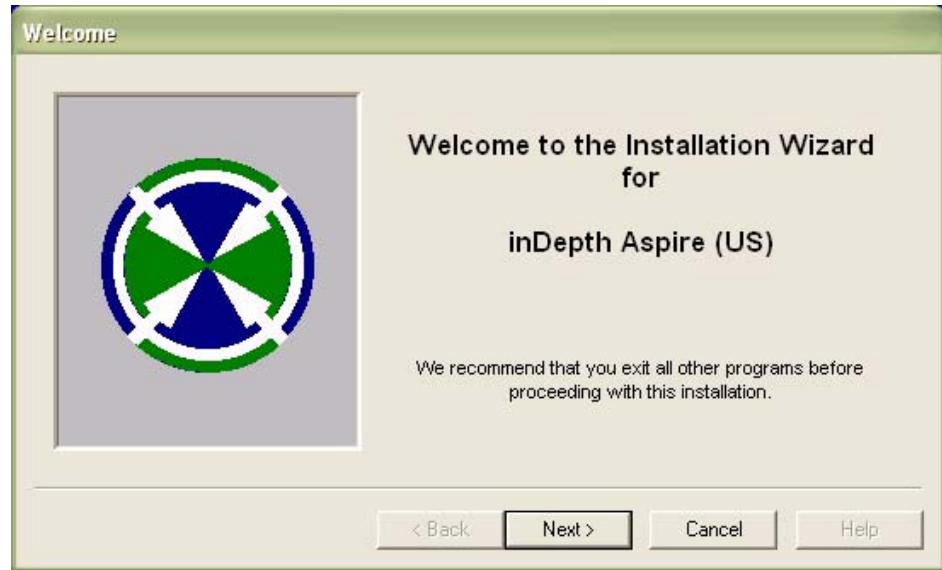 Welcome
Welcome to the Installation Wizard
for
inDepth Aspire (US)
We recommend that you exit all other programs before
proceeding with this installation.
< Back Next > Cancel Help